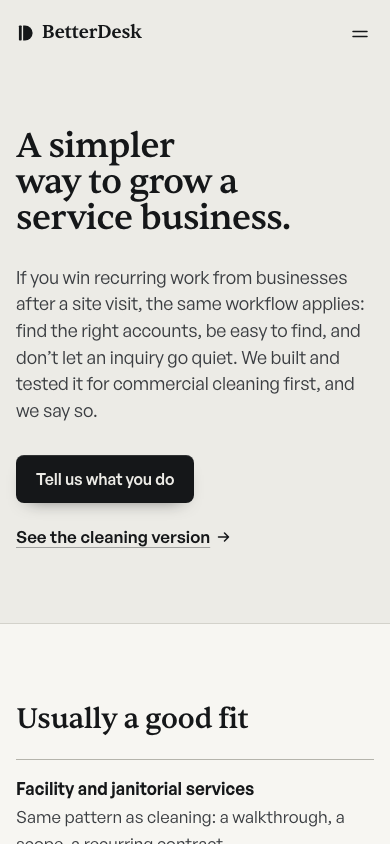 BetterDesk
A simpler
way to grow a
service business.
If you win recurring work from businesses
after a site visit, the same workflow applies:
find the right accounts, be easy to find, and
don’t let an inquiry go quiet. We built and
tested it for commercial cleaning first, and
we say so.
Tell us what you do
See the cleaning version →
Usually a good fit
Facility and janitorial services
Same pattern as cleaning: a walkthrough, a
scope, a recurring contract.